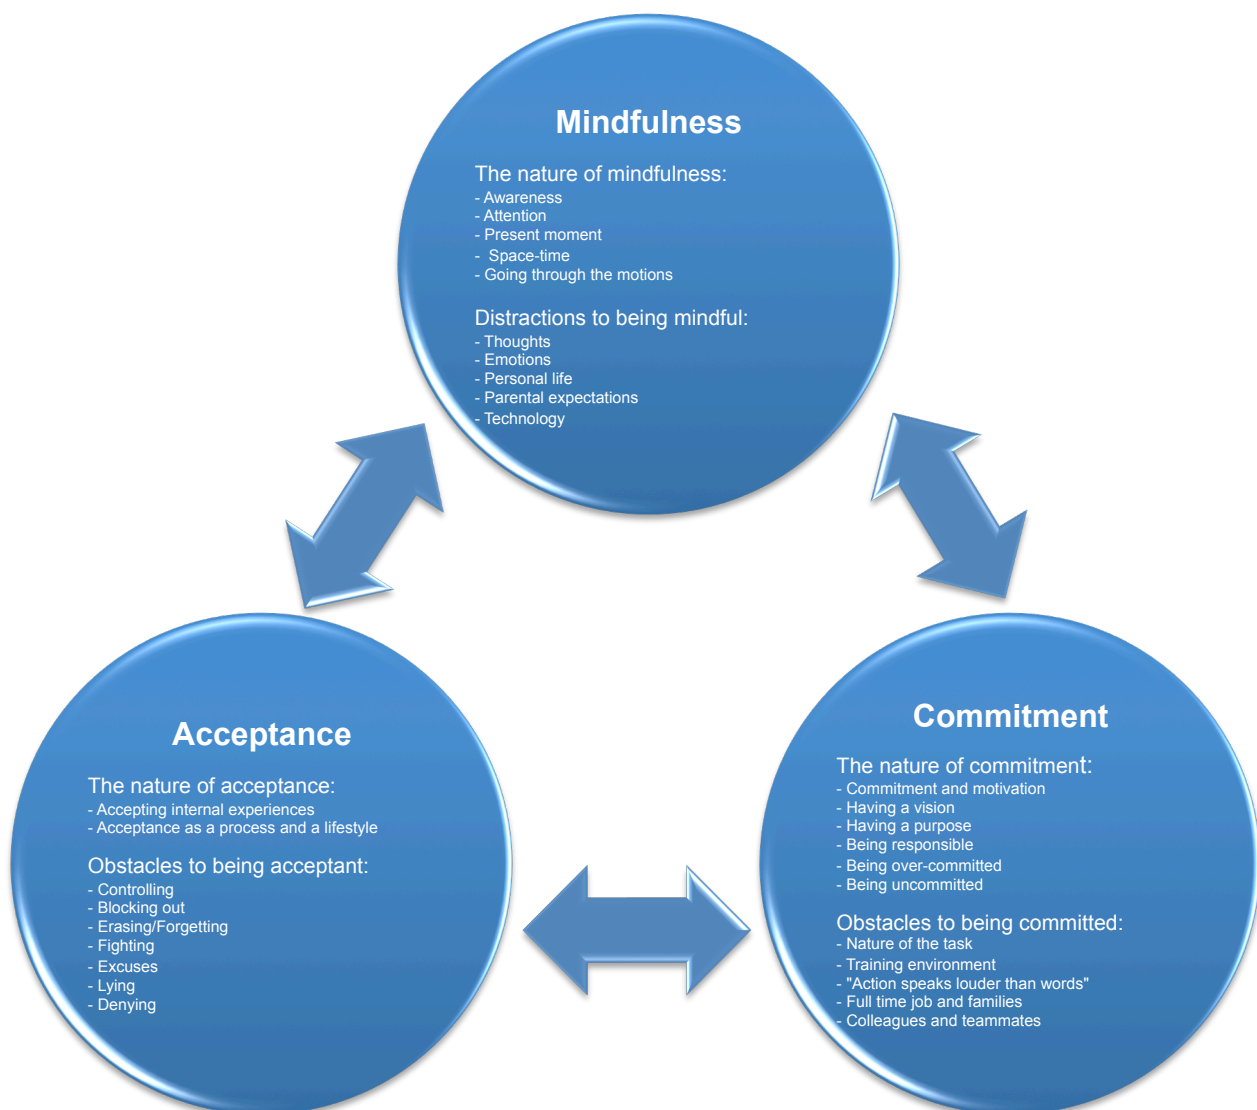 Mindfulness
The nature of mindfulness:
- Awareness
- Attention
- Present moment
-  Space-time
- Going through the motions
Distractions to being mindful:
- Thoughts
- Emotions
- Personal life
- Parental expectations
- Technology
Acceptance
The nature of acceptance:
- Accepting internal experiences
- Acceptance as a process and a lifestyle
Obstacles to being acceptant:
- Controlling
- Blocking out
- Erasing/Forgetting
- Fighting
- Excuses
- Lying
- Denying
Commitment
The nature of commitment:
- Commitment and motivation
- Having a vision
- Having a purpose
- Being responsible
- Being over-committed
- Being uncommitted
Obstacles to being committed:
- Nature of the task
- Training environment
- "Action speaks louder than words"
- Full time job and families
- Colleagues and teammates